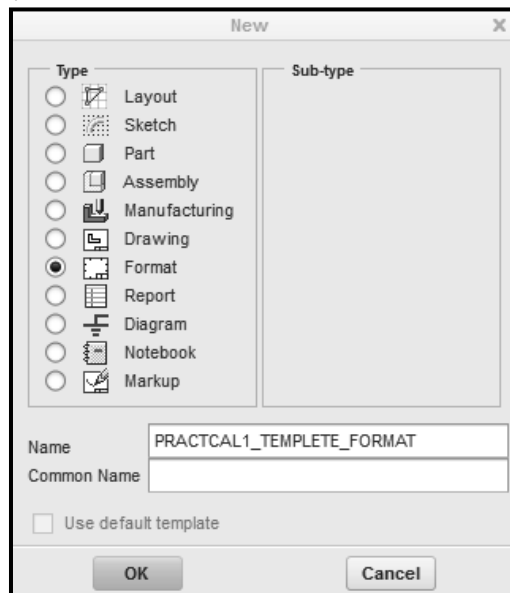 New
Type
Sub-type
Layout
Sketch
Part
Assembly
Manufacturing
Drawing
Format
Report
Diagram
Notebook
Markup
Name PRACTCAL1_TEMPLETE_FORMAT
Common Name
Use default template
OK Cancel